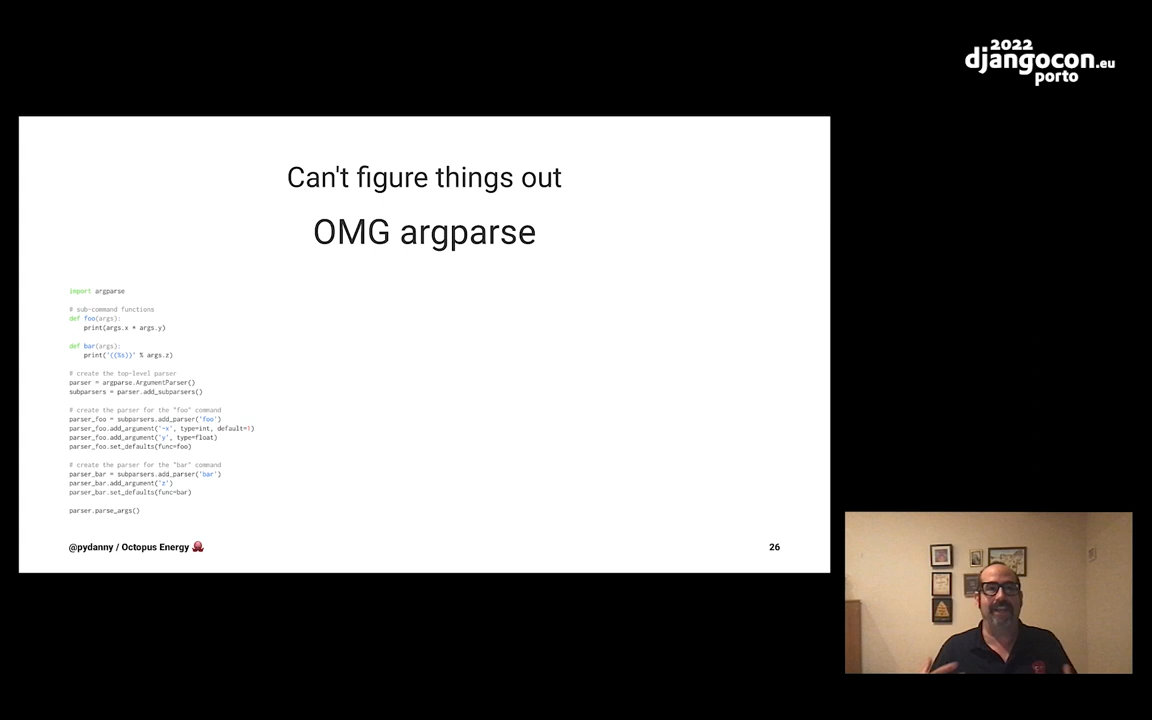 2022
djangocon.eu
porto
Can't figure things out
OMG argparse
import argparse
# sub-command functions
def foo(args):
    print(args.x * args.y)
def bar(args):
    print('((%s))' % args.z)
# create the top-level parser
parser = argparse.ArgumentParser()
subparsers = parser.add_subparsers()
# create the parser for the "foo" command
parser_foo = subparsers.add_parser('foo')
parser_foo.add_argument('-x', type=int, default=1)
parser_foo.add_argument('y', type=float)
parser_foo.set_defaults(func=foo)
# create the parser for the "bar" command
parser_bar = subparsers.add_parser('bar')
parser_bar.add_argument('z')
parser_bar.set_defaults(func=bar)
parser.parse_args()
@pydanny / Octopus Energy 🐙
26